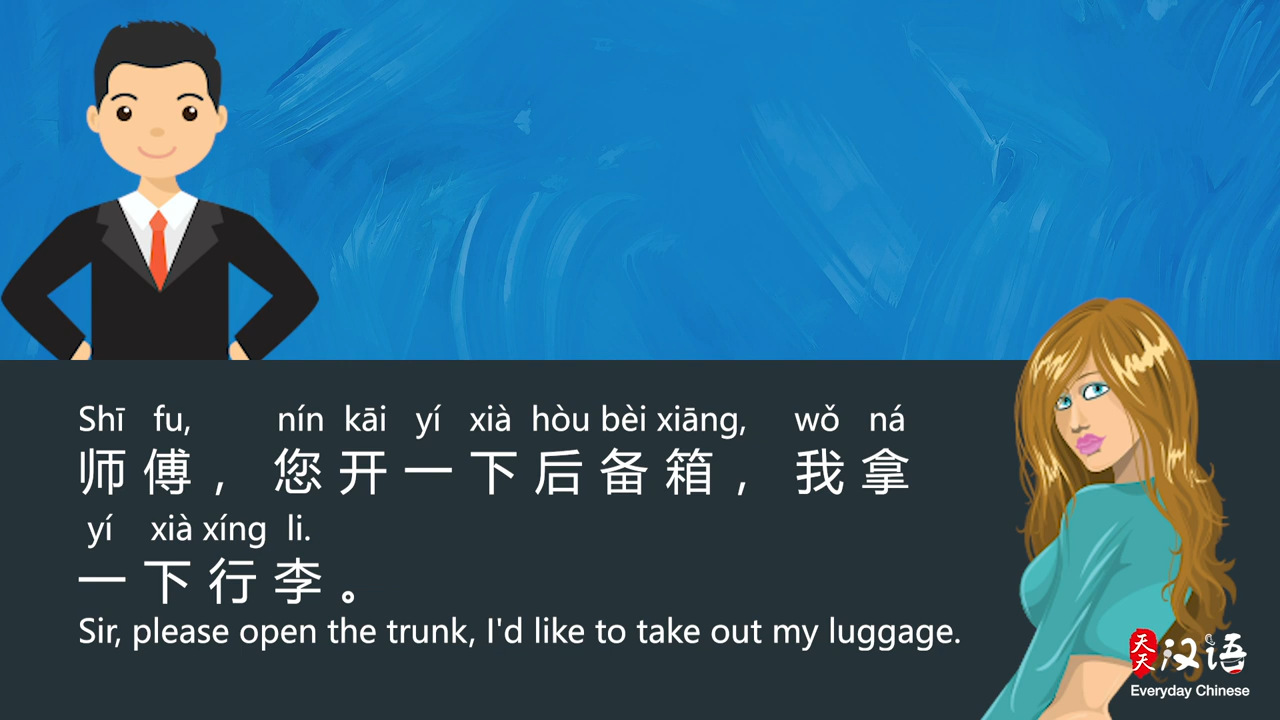 Shī fu, nín kāi yí xià hòu bèi xiāng, wǒ ná
师傅，您开一下后备箱，我拿
yí xià xíng li.
一下行李。
Sir, please open the trunk, I'd like to take out my luggage.
天天汉语
Everyday Chinese